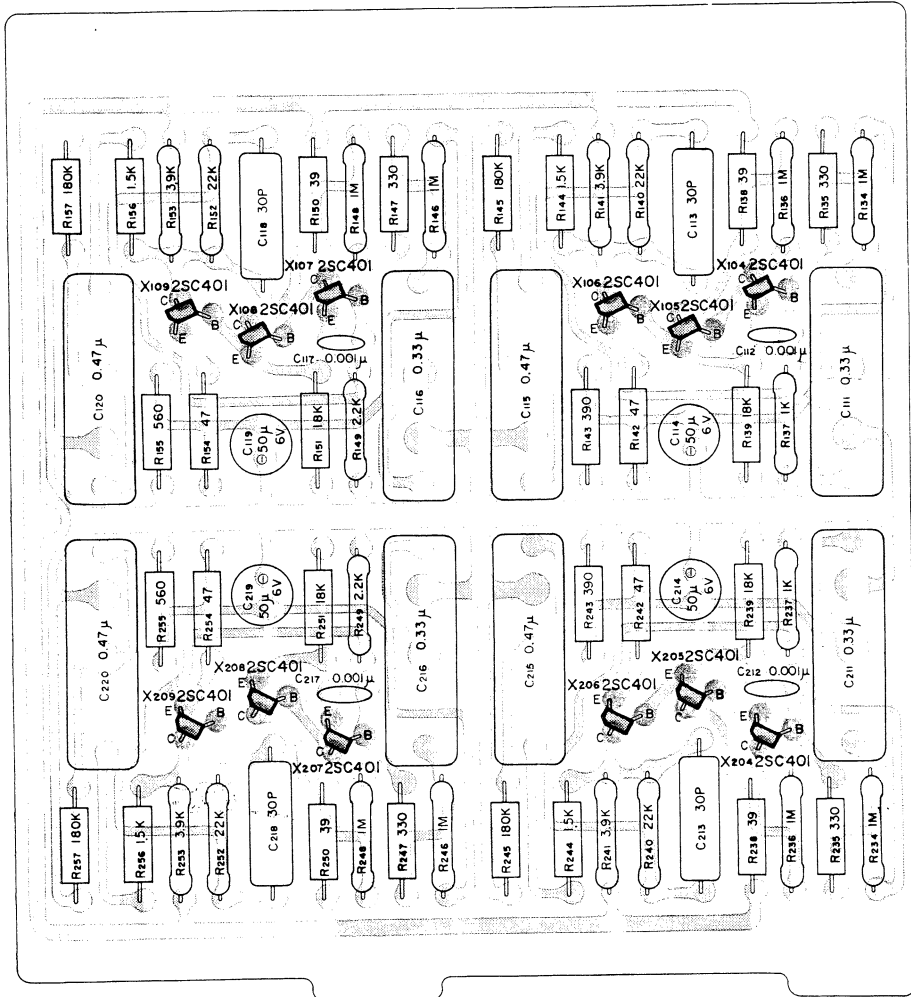 R157 180K
R156 1.5K
R153 3.9K
R152 22K
C118 30P
R150 39
R148 1M
R147 330
R146 1M
R145 180K
R144 1.5K
R141 3.9K
R140 22K
C113 30P
R138 39
R136 1M
R135 330
R134 1M
X109 2SC401
C
B
E
X108 2SC401
C
B
E
X107 2SC401
C
B
E
X106 2SC401
C
B
E
X105 2SC401
C
B
E
X104 2SC401
C
B
E
C117 0.001μ
C112 0.001μ
C120 0.47μ
R155 560
R154 47
C119
⊖50μ
6V
R151 18K
R149 2.2K
C116 0.33μ
C115 0.47μ
R143 390
R142 47
C114
⊖50μ
6V
R139 18K
R137 1K
C111 0.33μ
C220 0.47μ
R255 560
R254 47
C219
50μ⊖
6V
R251 18K
R249 2.2K
C216 0.33μ
C215 0.47μ
R243 390
R242 47
C214
50μ⊖
6V
R239 18K
R237 1K
C211 0.33μ
X209 2SC401
E
B
C
X208 2SC401
E
B
C
C217 0.001μ
E
B
C
X207 2SC401
X206 2SC401
E
B
C
X205 2SC401
E
B
C
C212 0.001μ
E
B
C
X204 2SC401
R257 180K
R256 1.5K
R253 3.9K
R252 22K
C218 30P
R250 39
R248 1M
R247 330
R246 1M
R245 180K
R244 1.5K
R241 3.9K
R240 22K
C213 30P
R238 39
R236 1M
R235 330
R234 1M